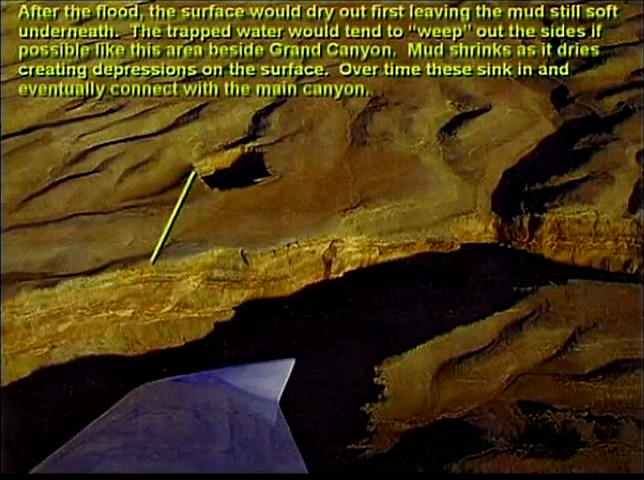 After the flood, the surface would dry out first leaving the mud still soft
underneath.  The trapped water would tend to "weep" out the sides if
possible like this area beside Grand Canyon.  Mud shrinks as it dries
creating depressions on the surface.  Over time these sink in and
eventually connect with the main canyon.